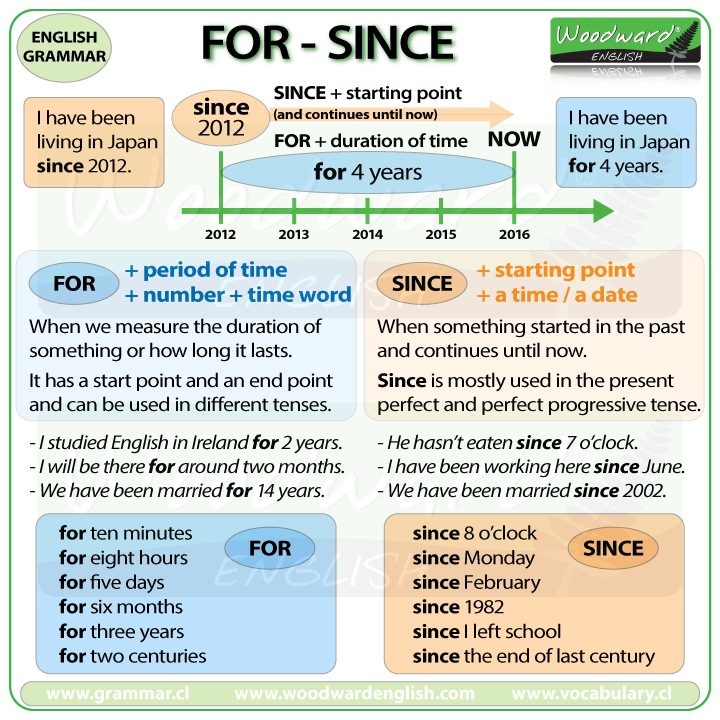 ENGLISH
GRAMMAR
FOR - SINCE
Woodward®
ENGLISH
I have been
living in Japan
since 2012.
since
2012
SINCE + starting point
(and continues until now)
FOR + duration of time
NOW
for 4 years
I have been
living in Japan
for 4 years.
2012 2013 2014 2015 2016
FOR
+ period of time
+ number + time word
When we measure the duration of
something or how long it lasts.
It has a start point and an end point
and can be used in different tenses.
- I studied English in Ireland for 2 years.
- I will be there for around two months.
- We have been married for 14 years.
SINCE
+ starting point
+ a time / a date
When something started in the past
and continues until now.
Since is mostly used in the present
perfect and perfect progressive tense.
- He hasn't eaten since 7 o'clock.
- I have been working here since June.
- We have been married since 2002.
for ten minutes
for eight hours
for five days
for six months
for three years
for two centuries
FOR
since 8 o'clock
since Monday
since February
since 1982
since I left school
since the end of last century
SINCE
Woodward®
ENGLISH
Woodward®
ENGLISH
www.grammar.cl www.woodwardenglish.com www.vocabulary.cl